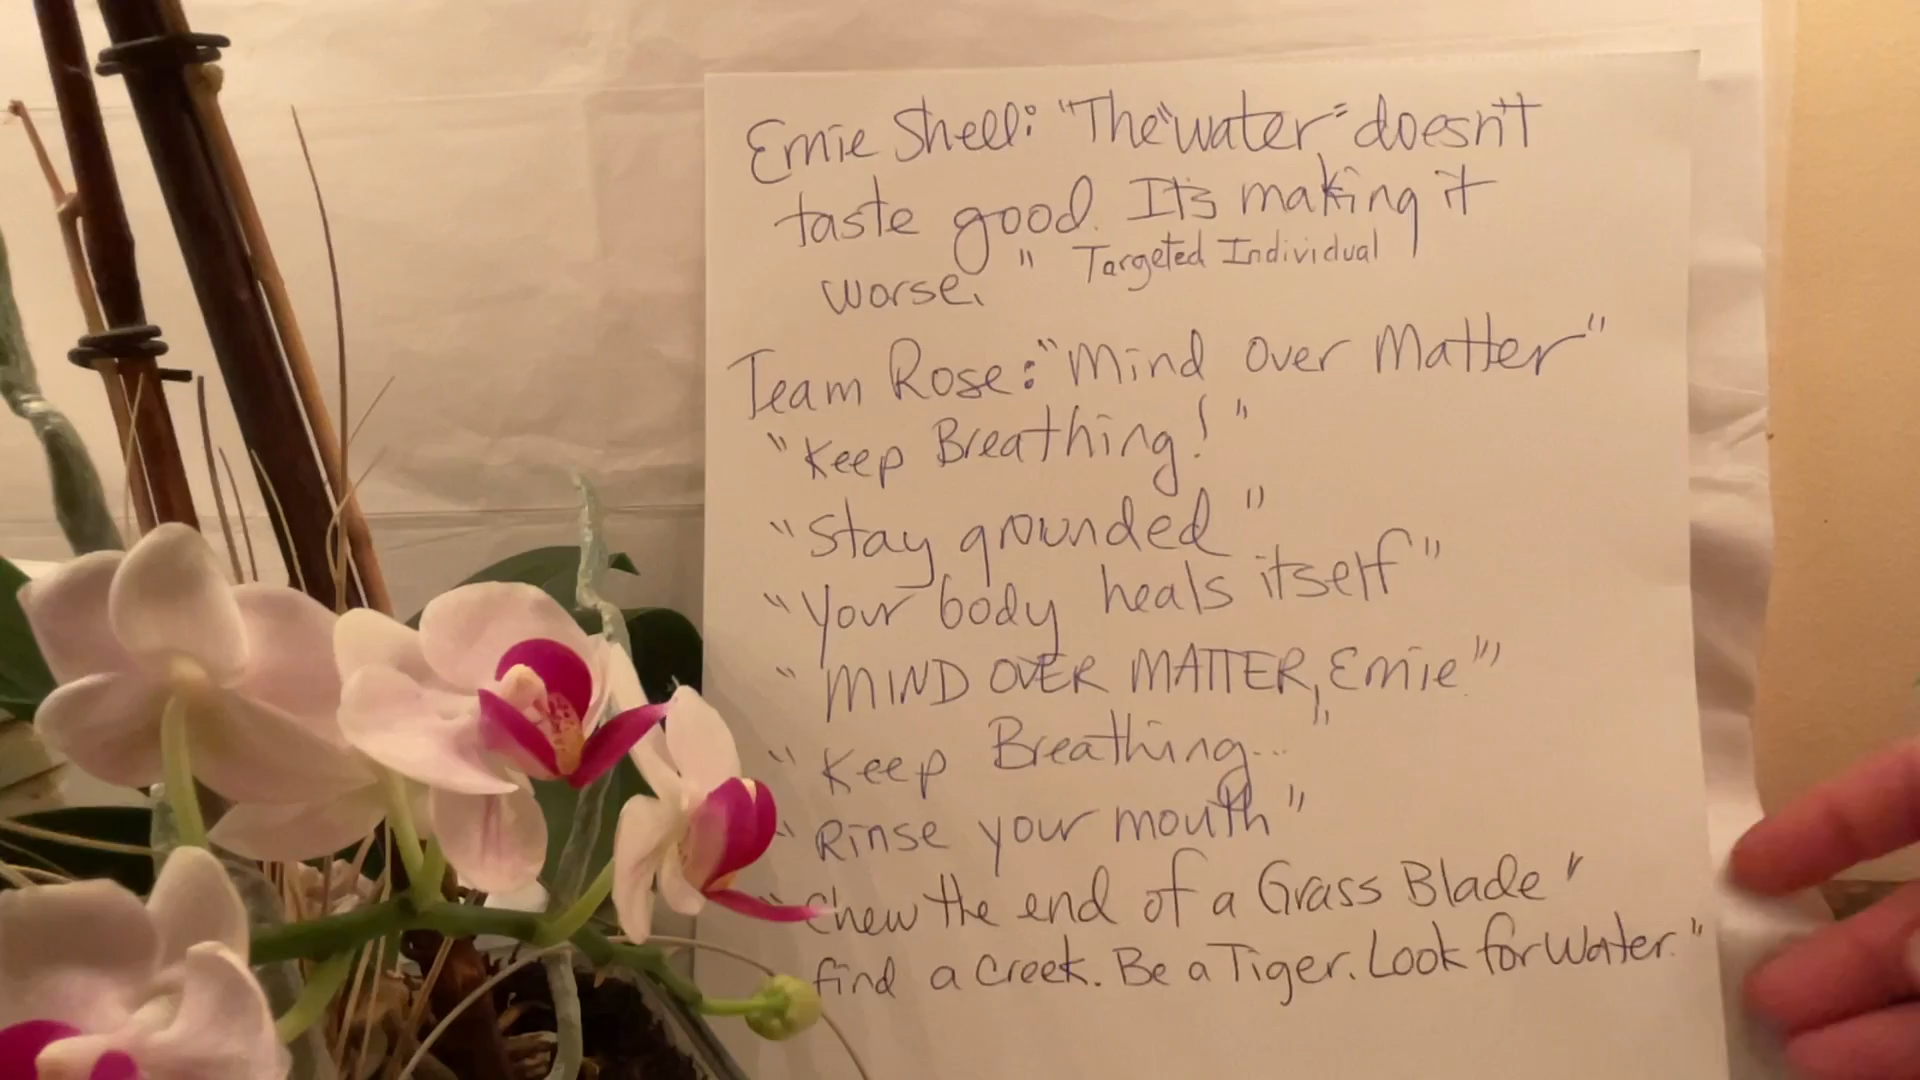 Ernie Shell: "The "water" doesn't
taste good. It's making it
worse." Targeted Individual
Team Rose: "Mind Over Matter"
"Keep Breathing!"
"Stay grounded"
"Your body heals itself"
"MIND OVER MATTER, Ernie."
"Keep Breathing..."
"Rinse your mouth"
"Chew the end of a Grass Blade"
find a creek. Be a Tiger. Look for Water."